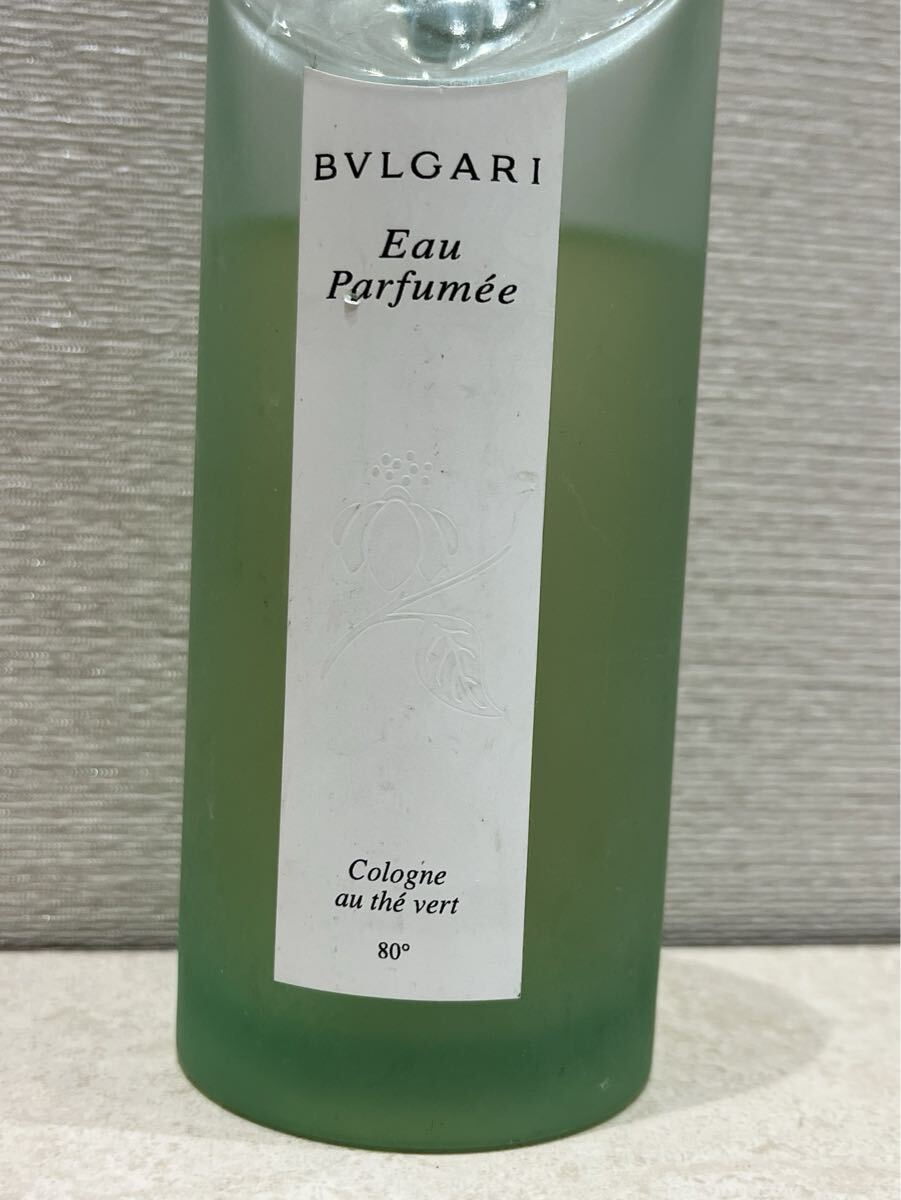 BVLGARI
Eau
Parfumée
Cologne
au thé vert
80°